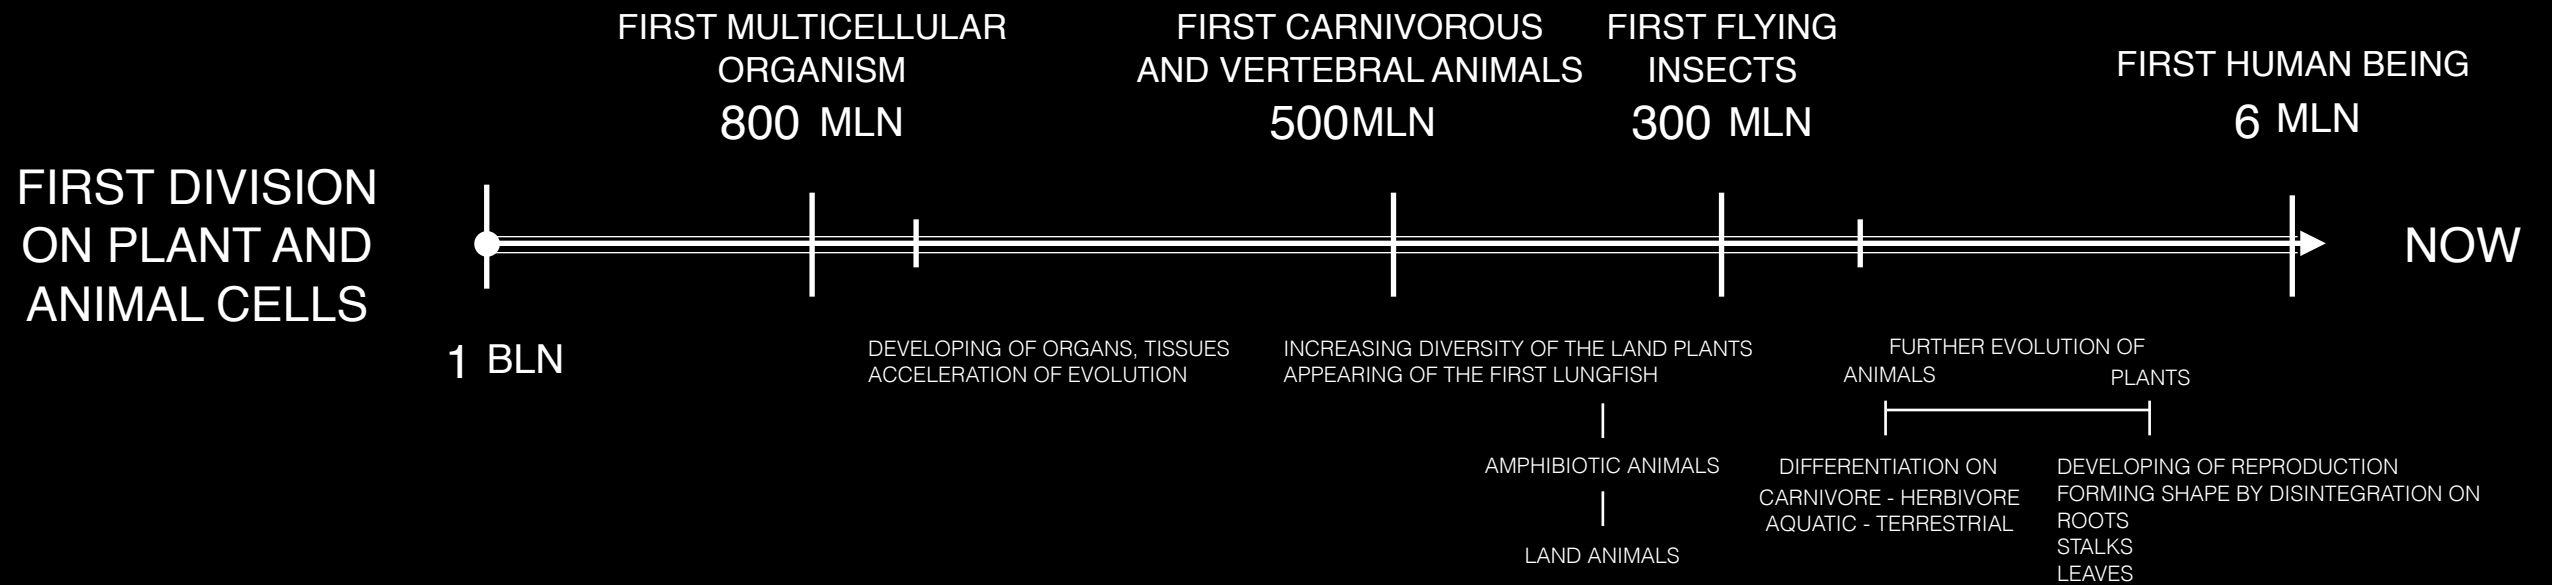 FIRST DIVISION
ON PLANT AND
ANIMAL CELLS
1 BLN
FIRST MULTICELLULAR
ORGANISM
800 MLN
FIRST CARNIVOROUS
AND VERTEBRAL ANIMALS
500MLN
FIRST FLYING
INSECTS
300 MLN
FIRST HUMAN BEING
6 MLN
NOW
DEVELOPING OF ORGANS, TISSUES
ACCELERATION OF EVOLUTION
INCREASING DIVERSITY OF THE LAND PLANTS
APPEARING OF THE FIRST LUNGFISH
AMPHIBIOTIC ANIMALS
LAND ANIMALS
FURTHER EVOLUTION OF
ANIMALS
PLANTS
DIFFERENTIATION ON
CARNIVORE - HERBIVORE
AQUATIC - TERRESTRIAL
DEVELOPING OF REPRODUCTION
FORMING SHAPE BY DISINTEGRATION ON
ROOTS
STALKS
LEAVES